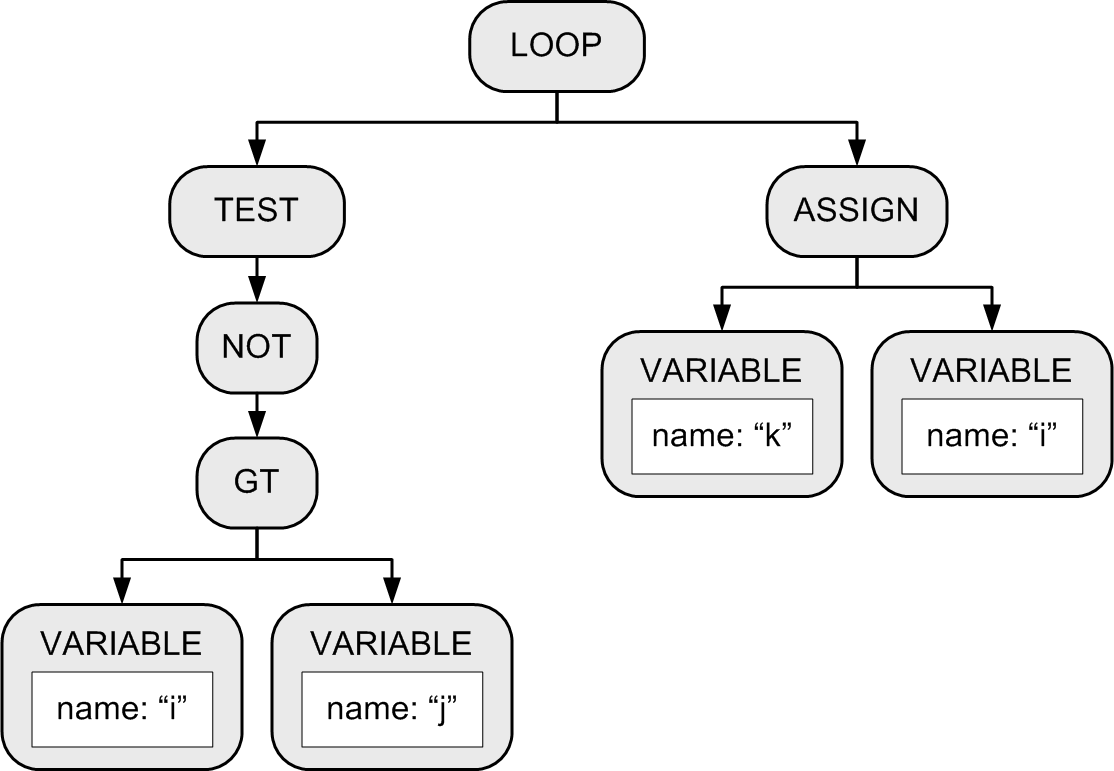 LOOP
TEST
ASSIGN
NOT
VARIABLE
name: “k”
VARIABLE
name: “i”
GT
VARIABLE
name: “i”
VARIABLE
name: “j”